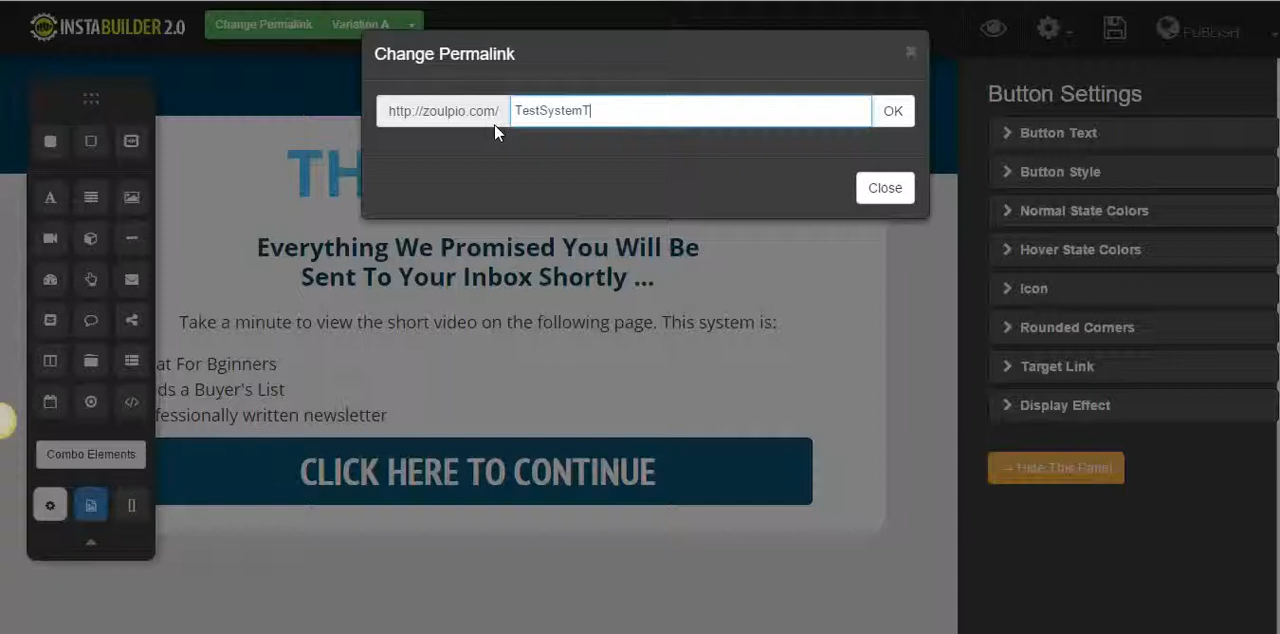 INSTABUILDER 2.0
Change Permalink
Variation A
PUBLISH
Change Permalink
http://zoulpio.com/
TestSystemT
OK
Close
TH
Everything We Promised You Will Be
Sent To Your Inbox Shortly ...
Take a minute to view the short video on the following page. This system is:
at For Bginners
ds a Buyer's List
fessionally written newsletter
CLICK HERE TO CONTINUE
Combo Elements
Button Settings
Button Text
Button Style
Normal State Colors
Hover State Colors
Icon
Rounded Corners
Target Link
Display Effect
→ Hide This Panel